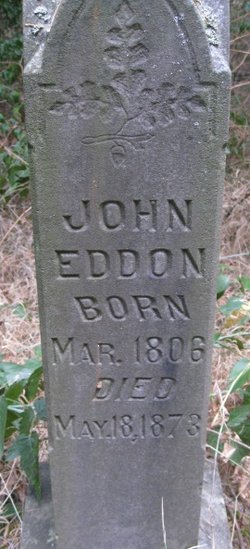 JOHN
EDDON
BORN
MAR. 1806
DIED
MAY.18,1873